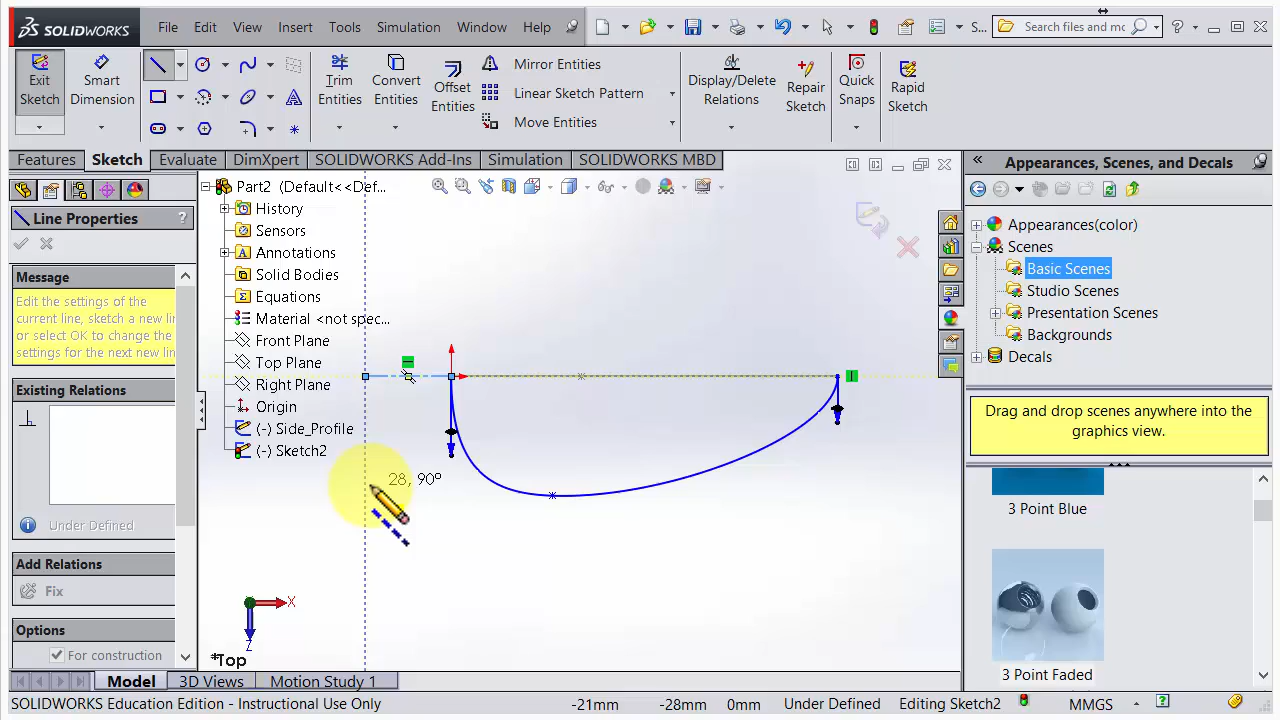 SOLIDWORKS
File Edit View Insert Tools Simulation Window Help
S...
Search files and mo
Exit Sketch
Smart Dimension
Trim Entities
Convert Entities
Offset Entities
Mirror Entities
Linear Sketch Pattern
Move Entities
Display/Delete Relations
Repair Sketch
Quick Snaps
Rapid Sketch
Features Sketch Evaluate DimXpert SOLIDWORKS Add-Ins Simulation SOLIDWORKS MBD
Line Properties ?
Message
Edit the settings of the
current line, sketch a new lin
or select OK to change the
settings for the next new lin
Existing Relations
Under Defined
Add Relations
Fix
Options
For construction
Part2 (Default<<Def...
History
Sensors
Annotations
Solid Bodies
Equations
Material <not spec...
Front Plane
Top Plane
Right Plane
Origin
(-) Side_Profile
(-) Sketch2
28, 90°
X
Z
*Top
Appearances, Scenes, and Decals
Appearances(color)
Scenes
Basic Scenes
Studio Scenes
Presentation Scenes
Backgrounds
Decals
Drag and drop scenes anywhere into the
graphics view.
3 Point Blue
3 Point Faded
Model 3D Views Motion Study 1
SOLIDWORKS Education Edition - Instructional Use Only -21mm -28mm 0mm Under Defined Editing Sketch2 MMGS